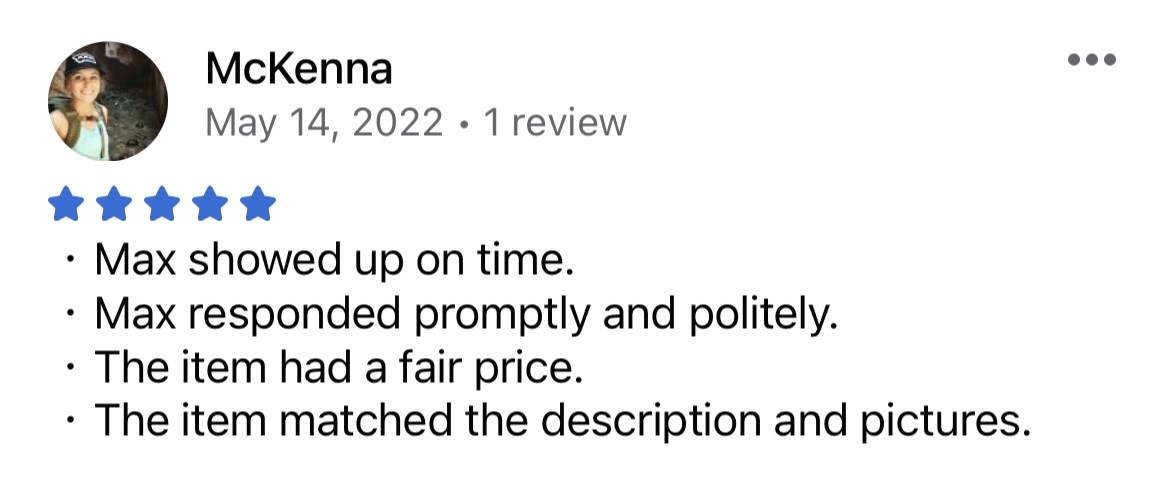 McKenna
May 14, 2022 · 1 review
· Max showed up on time.
· Max responded promptly and politely.
· The item had a fair price.
· The item matched the description and pictures.